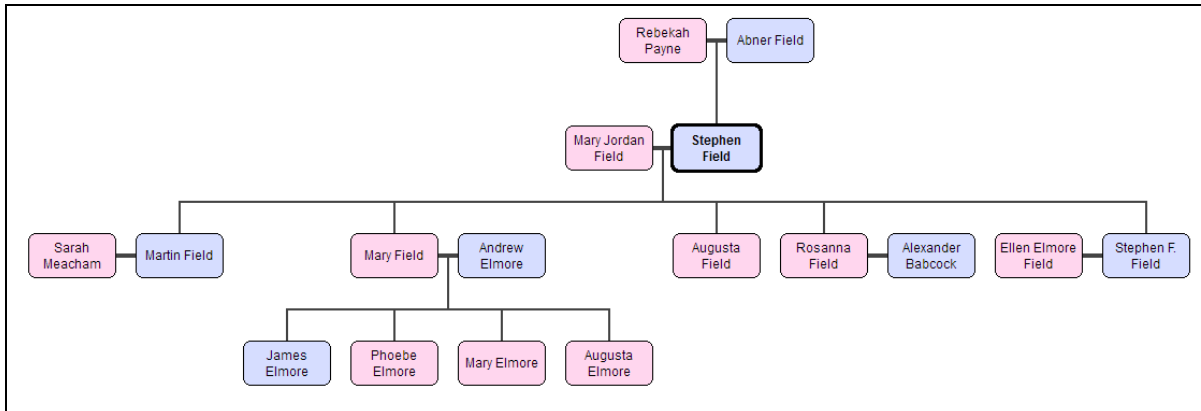 Rebekah
Payne
Abner Field
Mary Jordan
Field
Stephen
Field
Sarah
Meacham
Martin Field
Mary Field
Andrew
Elmore
Augusta
Field
Rosanna
Field
Alexander
Babcock
Ellen Elmore
Field
Stephen F.
Field
James
Elmore
Phoebe
Elmore
Mary Elmore
Augusta
Elmore